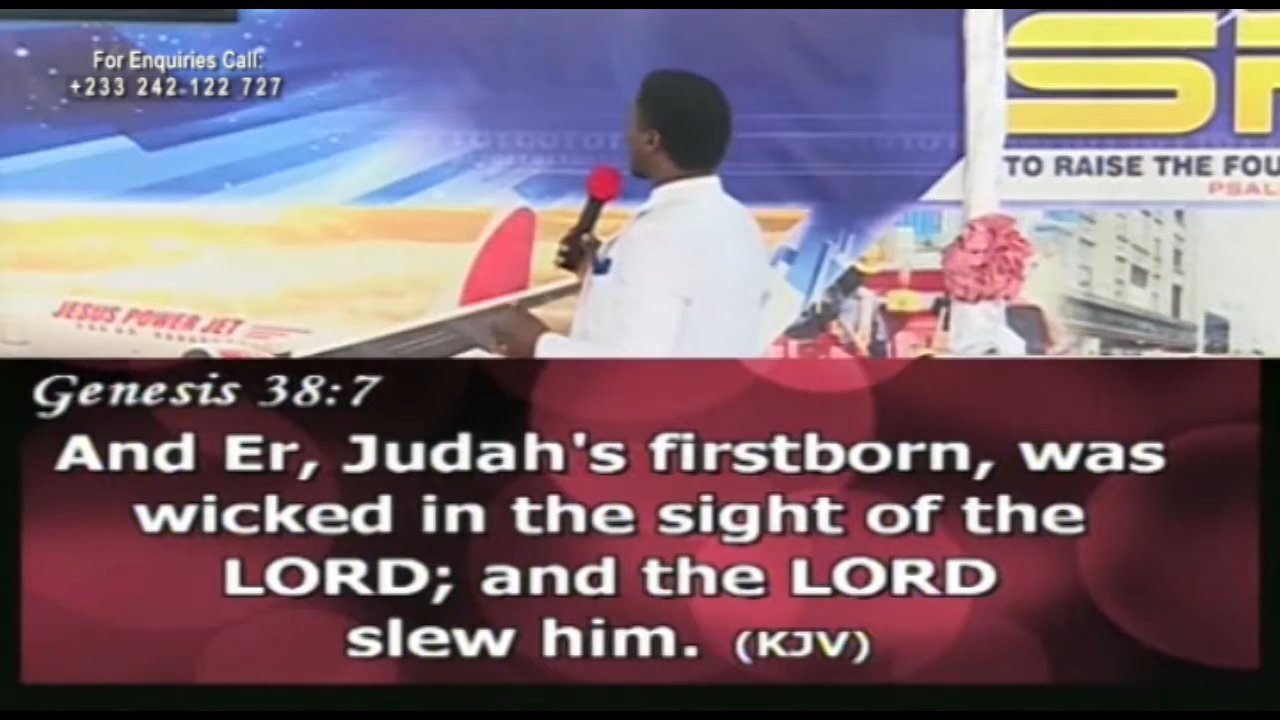 For Enquiries Call:
+233 242 122 727
TO RAISE THE FOU
PSAL
JESUS POWER JET
Genesis 38:7
And Er, Judah's firstborn, was
wicked in the sight of the
LORD; and the LORD
slew him. (KJV)